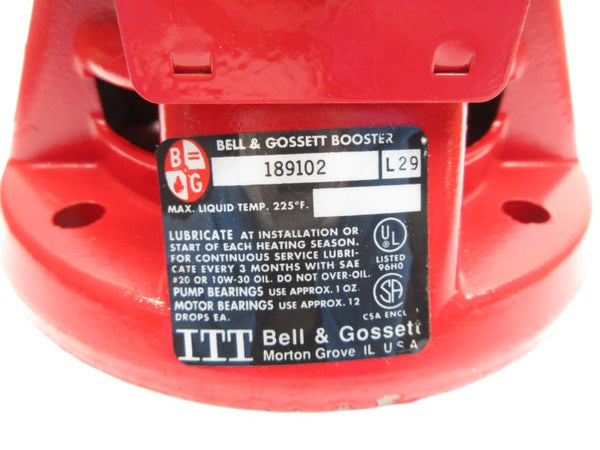 BELL & GOSSETT BOOSTER
B G
189102 L29
MAX. LIQUID TEMP. 225°F.
LUBRICATE AT INSTALLATION OR
START OF EACH HEATING SEASON.
FOR CONTINUOUS SERVICE LUBRI-
CATE EVERY 3 MONTHS WITH SAE
#20 OR 10W-30 OIL. DO NOT OVER-OIL.
PUMP BEARINGS USE APPROX. 1 OZ.
MOTOR BEARINGS USE APPROX. 12
DROPS EA.
UL ®
LISTED
96H0
SA
CSA ENCL
ITT Bell & Gossett
Morton Grove IL USA